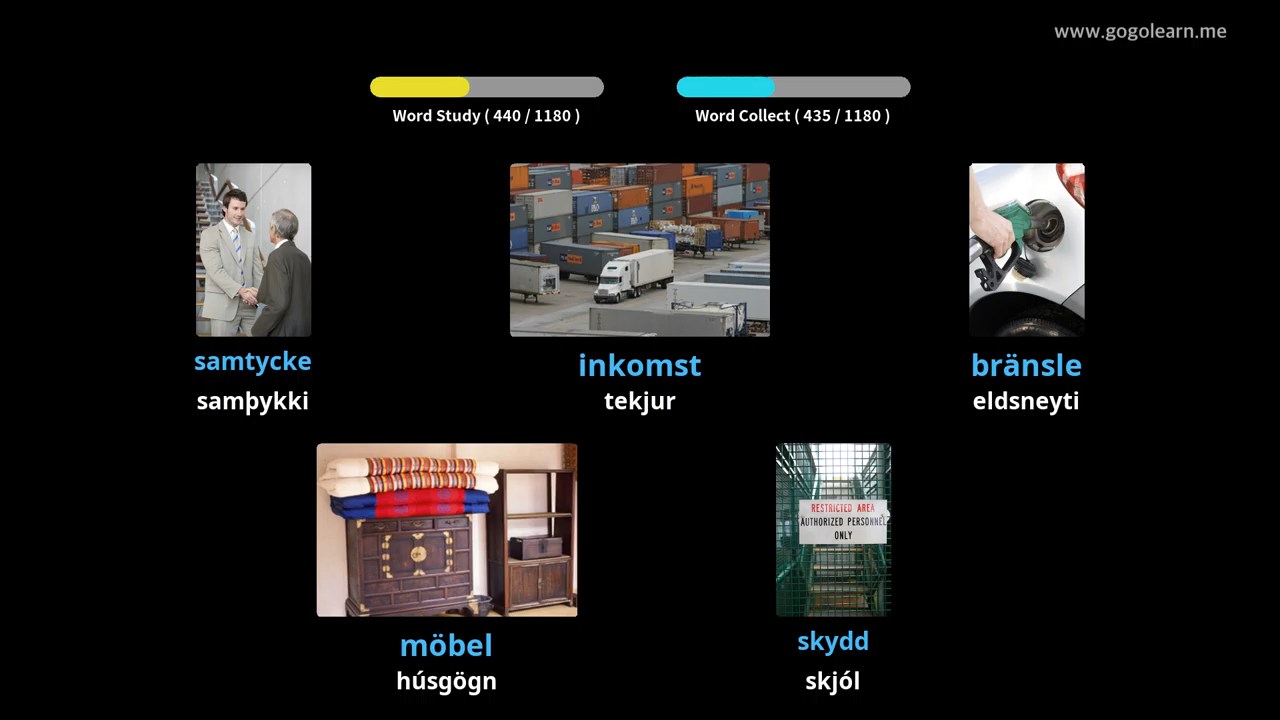 www.gogolearn.me
Word Study ( 440 / 1180 )
Word Collect ( 435 / 1180 )
samtycke
samþykki
inkomst
tekjur
bränsle
eldsneyti
möbel
húsgögn
RESTRICTED AREA
AUTHORIZED PERSONNEL
ONLY
skydd
skjól